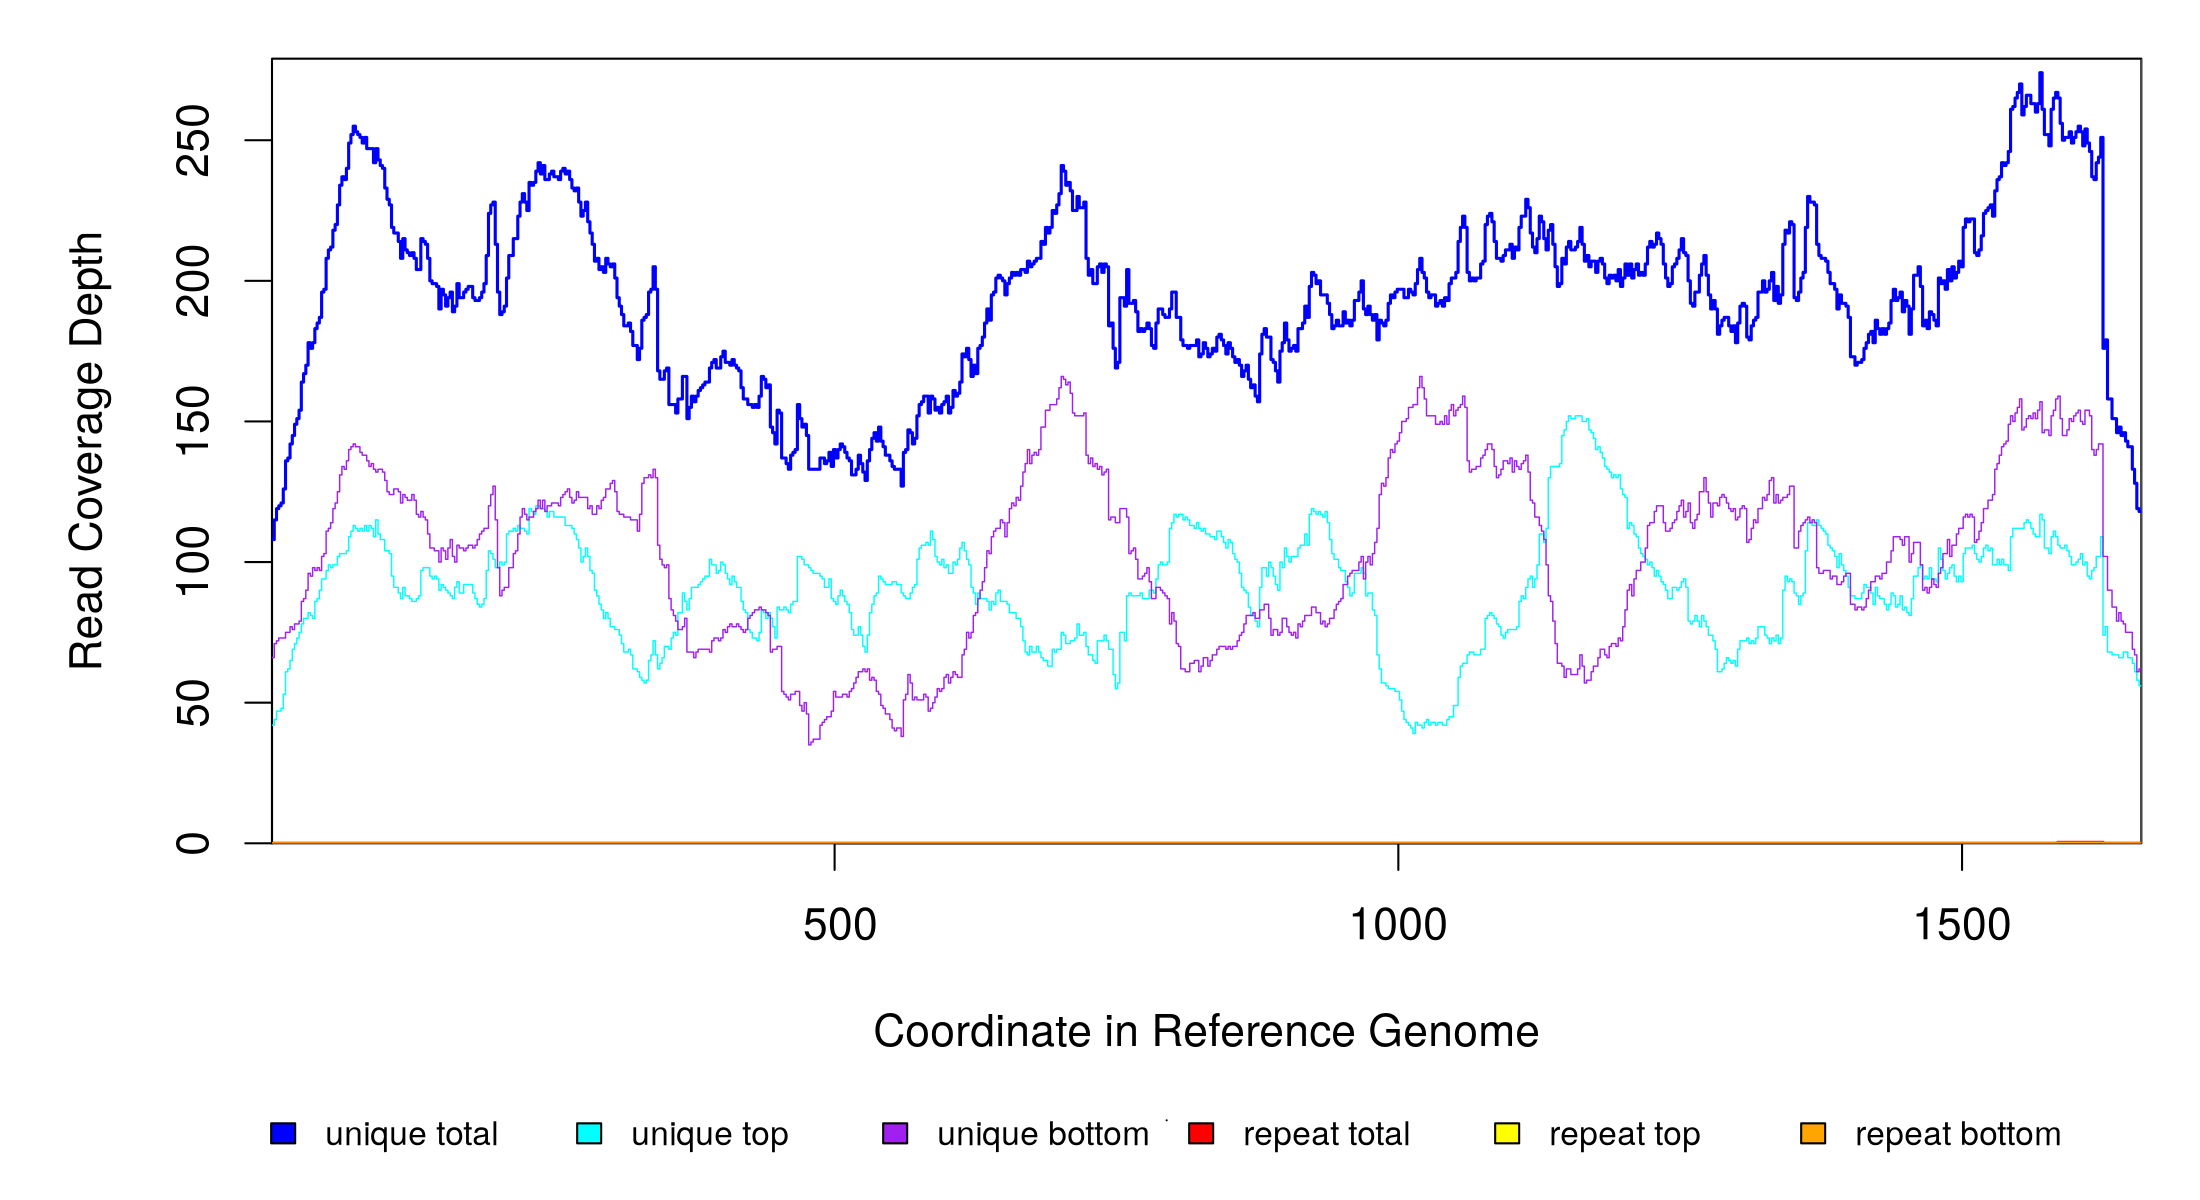 Read Coverage Depth
250
200
150
100
50
0
500 1000 1500
Coordinate in Reference Genome
unique total unique top unique bottom repeat total repeat top repeat bottom